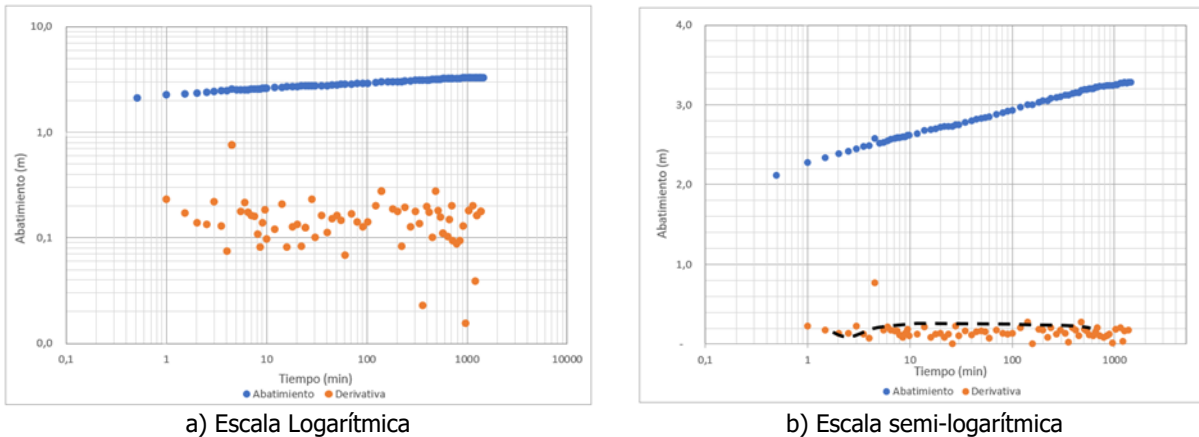 10,0
1,0
0,1
0,0
Abatimiento (m)
0,1 1 10 100 1000 10000
Tiempo (min)
Abatimiento Derivativa
a) Escala Logarítmica
4,0
3,0
2,0
1,0
-
Abatimiento (m)
0,1 1 10 100 1000
Tiempo (min)
Abatimiento Derivativa
b) Escala semi-logarítmica